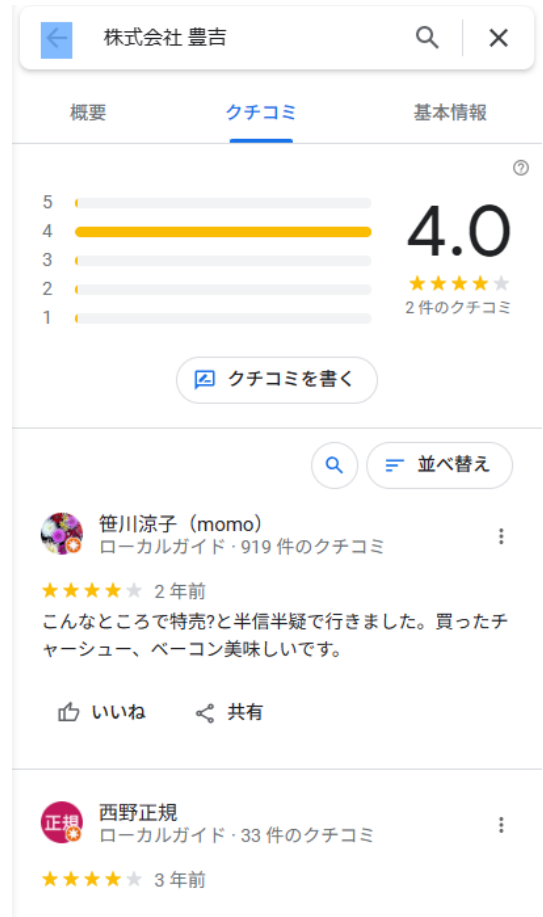 株式会社 豊吉
概要 クチコミ 基本情報
5
4
3
2
1
4.0
2 件のクチコミ
クチコミを書く
並べ替え
笹川涼子（momo）
ローカルガイド · 919 件のクチコミ
2 年前
こんなところで特売?と半信半疑で行きました。買ったチ
ャーシュー、ベーコン美味しいです。
いいね 共有
正規
西野正規
ローカルガイド · 33 件のクチコミ
3 年前